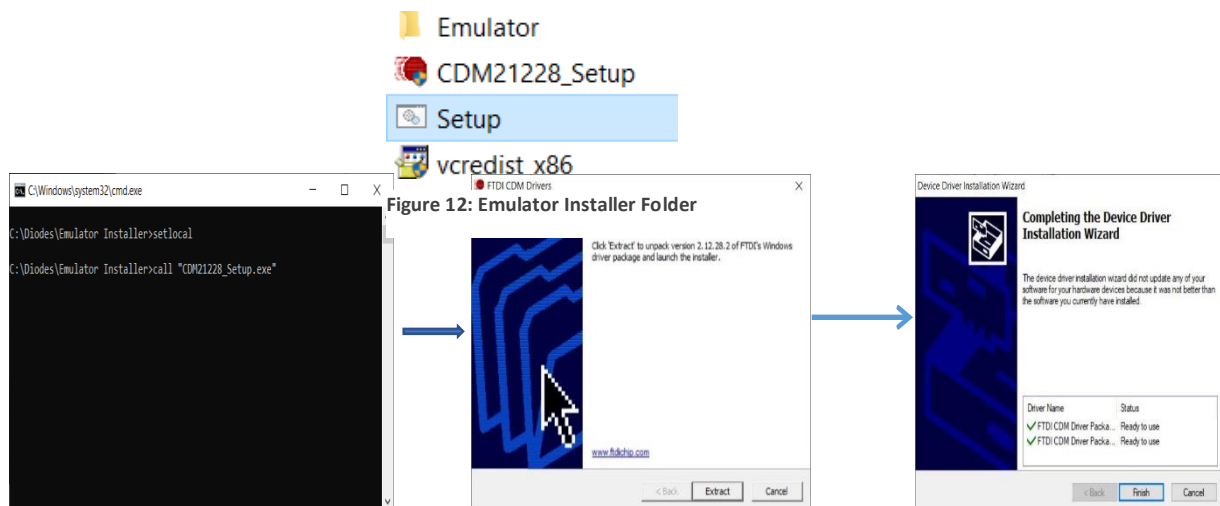 Emulator
CDM21228_Setup
Setup
vcredist_x86
Figure 12: Emulator Installer Folder
C:\Windows\system32\cmd.exe
C:\Diodes\Emulator Installer>setlocal
C:\Diodes\Emulator Installer>call "CDM21228_Setup.exe"
FTDI CDM Drivers
Click 'Extract' to unpack version 2.12.28.2 of FTDI's Windows
driver package and launch the installer.
www.ftdichip.com
< Back
Extract
Cancel
Device Driver Installation Wizard
Completing the Device Driver
Installation Wizard
The device driver installation wizard did not update any of your
software for your hardware devices because it was not better than
the software you currently have installed.
Driver Name Status
FTDI CDM Driver Packa... Ready to use
FTDI CDM Driver Packa... Ready to use
< Back
Finish
Cancel